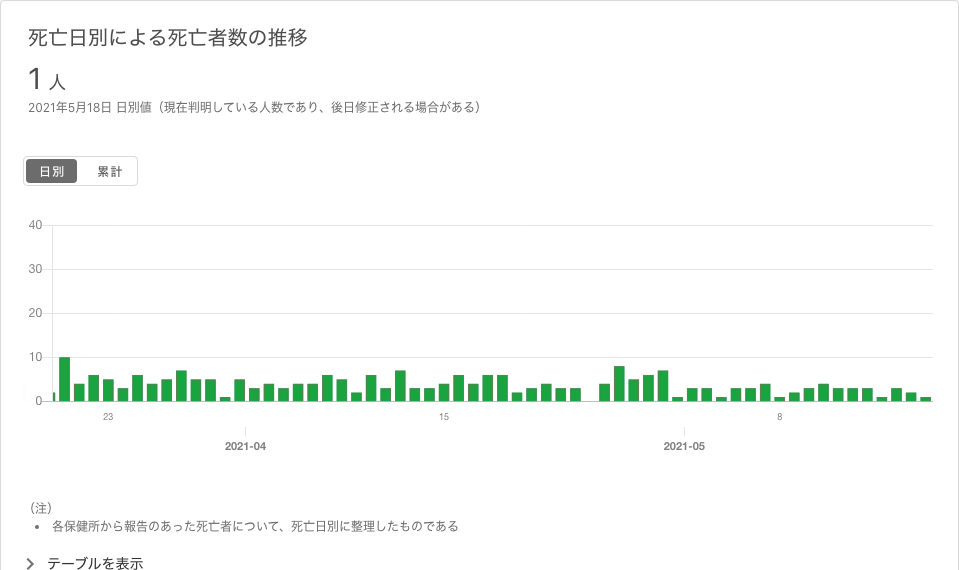 死亡日別による死亡者数の推移
1 人
2021年5月18日 日別値（現在判明している人数であり、後日修正される場合がある）
日別 累計
40
30
20
10
0
23 15 8
2021-04 2021-05
（注）
• 各保健所から報告のあった死亡者について、死亡日別に整理したものである
テーブルを表示